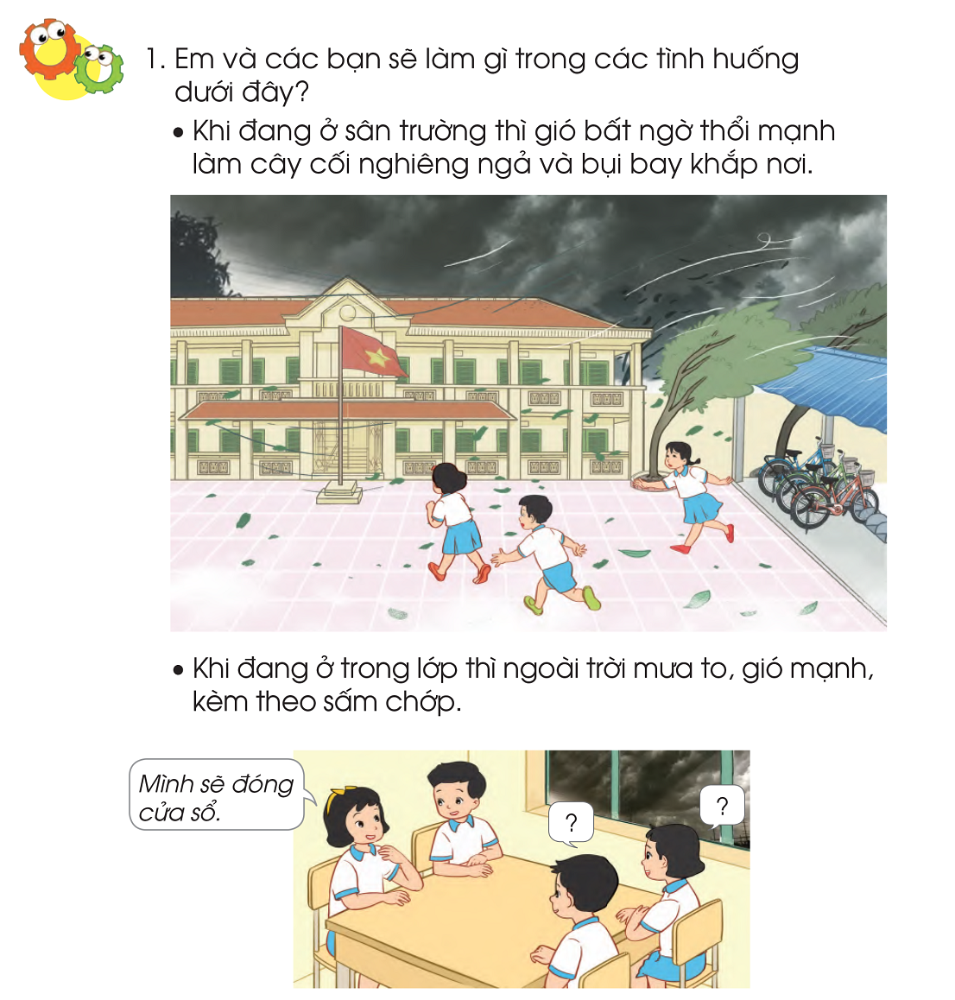 1. Em và các bạn sẽ làm gì trong các tình huống
dưới đây?
• Khi đang ở sân trường thì gió bất ngờ thổi mạnh
làm cây cối nghiêng ngả và bụi bay khắp nơi.
• Khi đang ở trong lớp thì ngoài trời mưa to, gió mạnh,
kèm theo sấm chớp.
Mình sẽ đóng
cửa sổ.
?
?